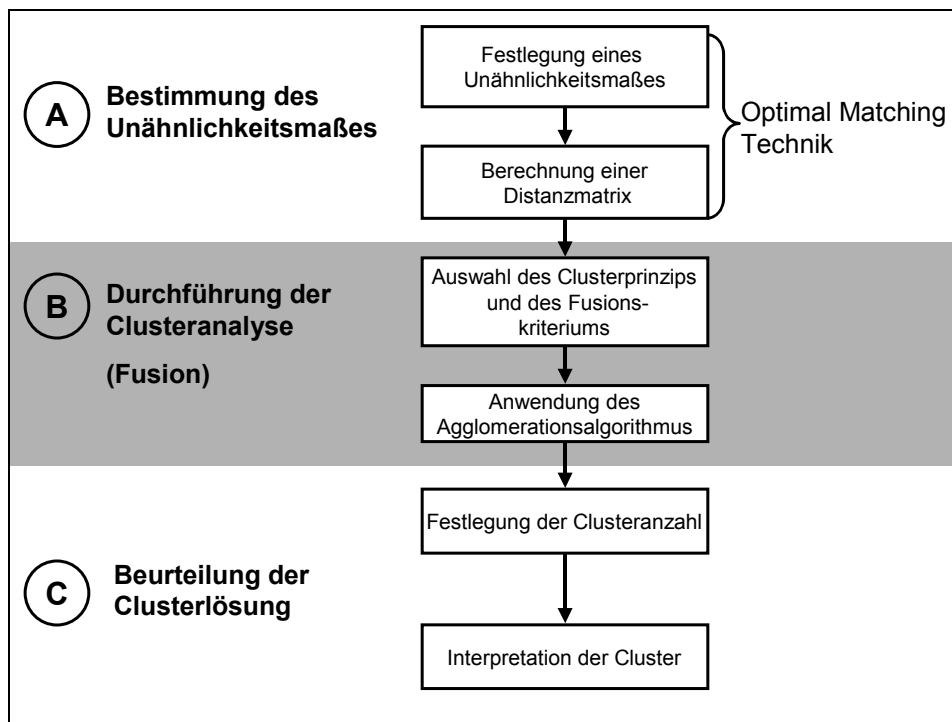 A
Bestimmung des
Unähnlichkeitsmaßes
Festlegung eines
Unähnlichkeitsmaßes
Berechnung einer
Distanzmatrix
Optimal Matching
Technik
B
Durchführung der
Clusteranalyse
(Fusion)
Auswahl des Clusterprinzips
und des Fusions-
kriteriums
Anwendung des
Agglomerationsalgorithmus
C
Beurteilung der
Clusterlösung
Festlegung der Clusteranzahl
Interpretation der Cluster